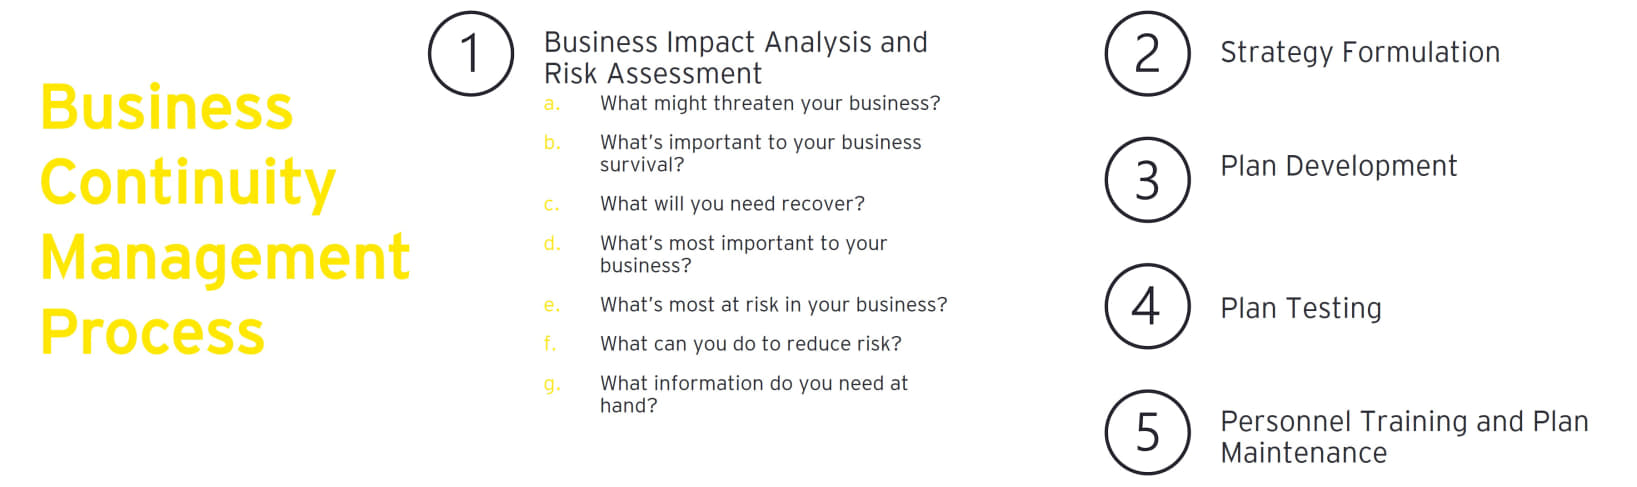 Business
Continuity
Management
Process
1
Business Impact Analysis and
Risk Assessment
a. What might threaten your business?
b. What's important to your business
survival?
c. What will you need recover?
d. What's most important to your
business?
e. What's most at risk in your business?
f. What can you do to reduce risk?
g. What information do you need at
hand?
2
Strategy Formulation
3
Plan Development
4
Plan Testing
5
Personnel Training and Plan
Maintenance